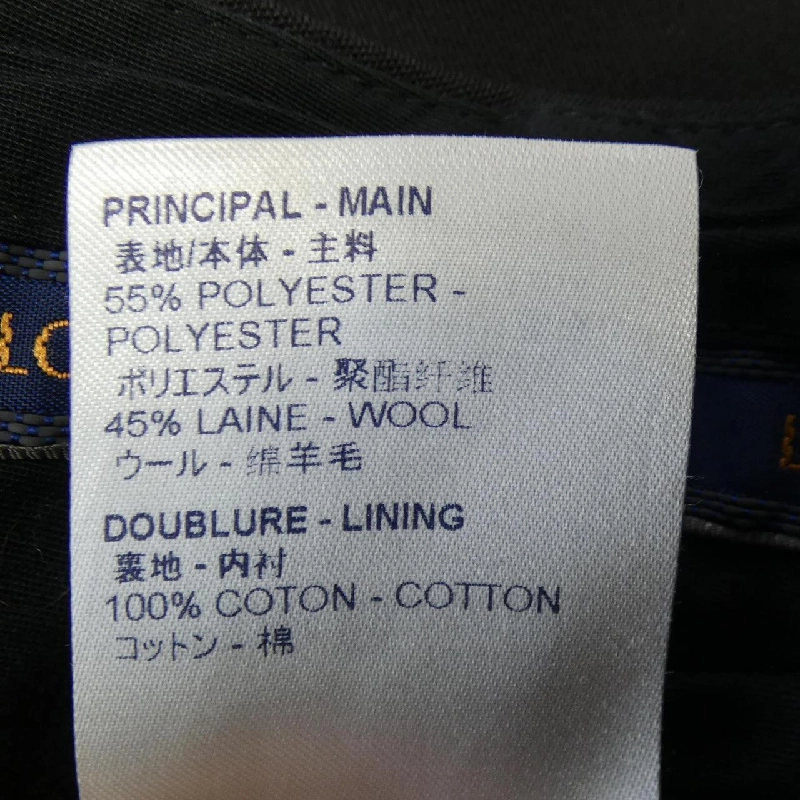 PRINCIPAL - MAIN
表地/本体 - 主料
55% POLYESTER -
POLYESTER
ポリエステル - 聚酯纤维
45% LAINE - WOOL
ウール - 绵羊毛
DOUBLURE - LINING
裏地 - 内衬
100% COTON - COTTON
コットン - 棉